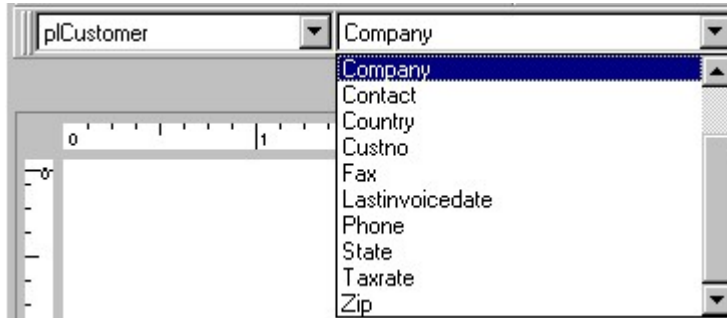 plCustomer
Company
Company
Contact
Country
Custno
Fax
Lastinvoicedate
Phone
State
Taxrate
Zip
0
1
0